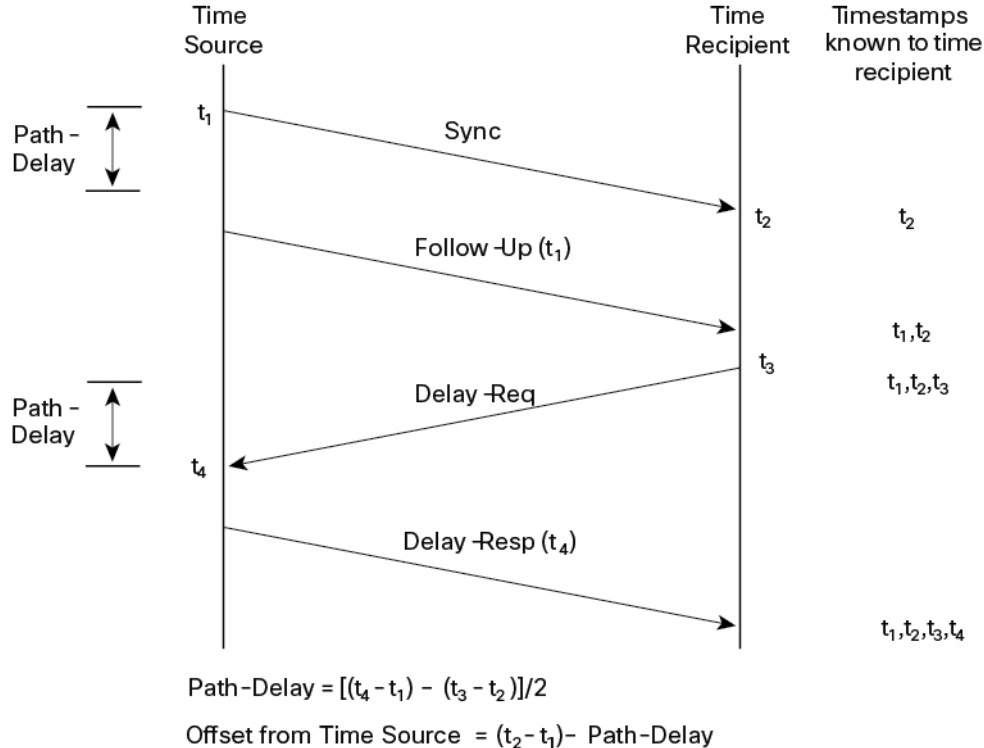 Time
Source
Time
Recipient
Timestamps
known to time
recipient
t₁
Path-
Delay
Sync
t₂
t₂
Follow-Up (t₁)
t₁,t₂
t₃
t₁,t₂,t₃
Delay-Req
Path-
Delay
t₄
Delay-Resp (t₄)
t₁,t₂,t₃,t₄
Path-Delay = [(t₄-t₁) - (t₃-t₂)]/2
Offset from Time Source = (t₂-t₁)- Path-Delay